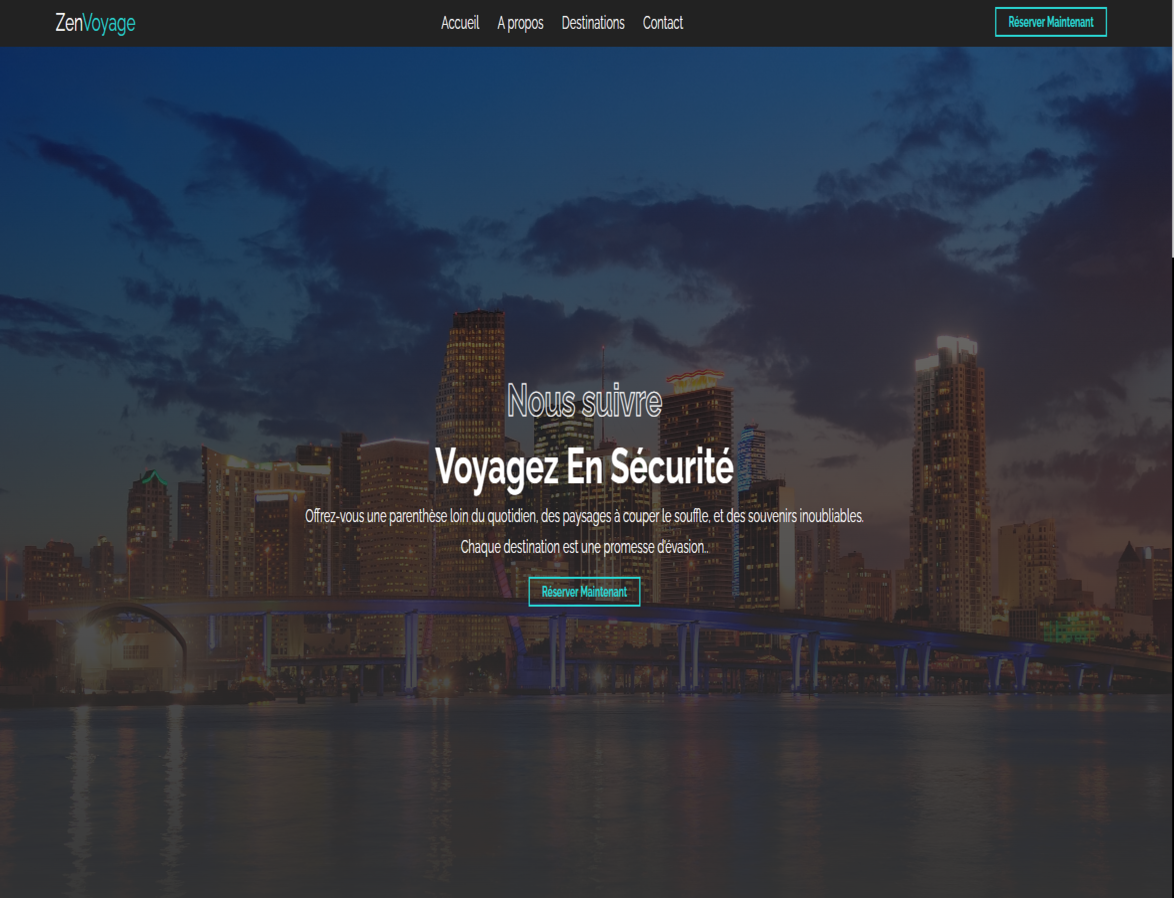 ZenVoyage
Accueil A propos Destinations Contact
Réserver Maintenant
Nous suivre
Voyagez En Sécurité
Offrez-vous une parenthèse loin du quotidien, des paysages à couper le souffle, et des souvenirs inoubliables.
Chaque destination est une promesse d'évasion..
Réserver Maintenant